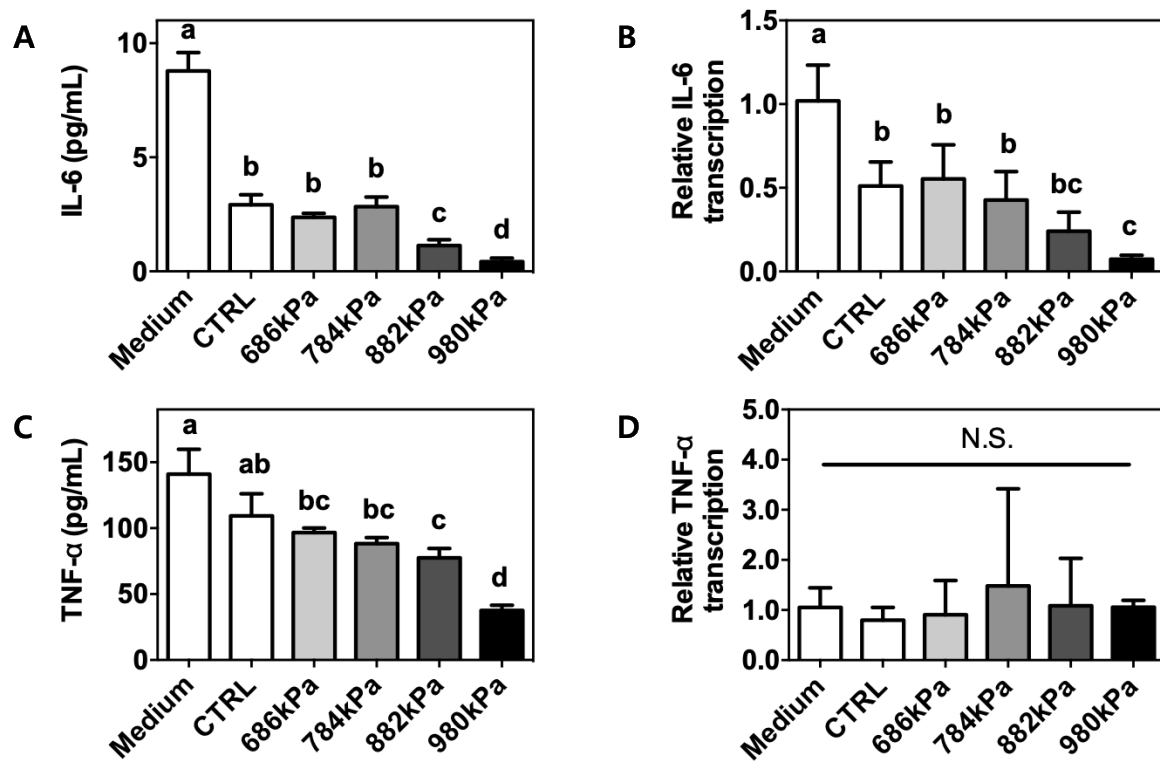 A
IL-6 (pg/mL)
10
5
0
a
b
b
b
c
d
Medium
CTRL
686kPa
784kPa
882kPa
980kPa
B
Relative IL-6
transcription
1.5
1.0
0.5
0.0
a
b
b
b
bc
c
Medium
CTRL
686kPa
784kPa
882kPa
980kPa
C
TNF-α (pg/mL)
150
100
50
0
a
ab
bc
bc
c
d
Medium
CTRL
686kPa
784kPa
882kPa
980kPa
D
Relative TNF-α
transcription
5.0
4.0
3.0
2.0
1.0
0.0
N.S.
Medium
CTRL
686kPa
784kPa
882kPa
980kPa